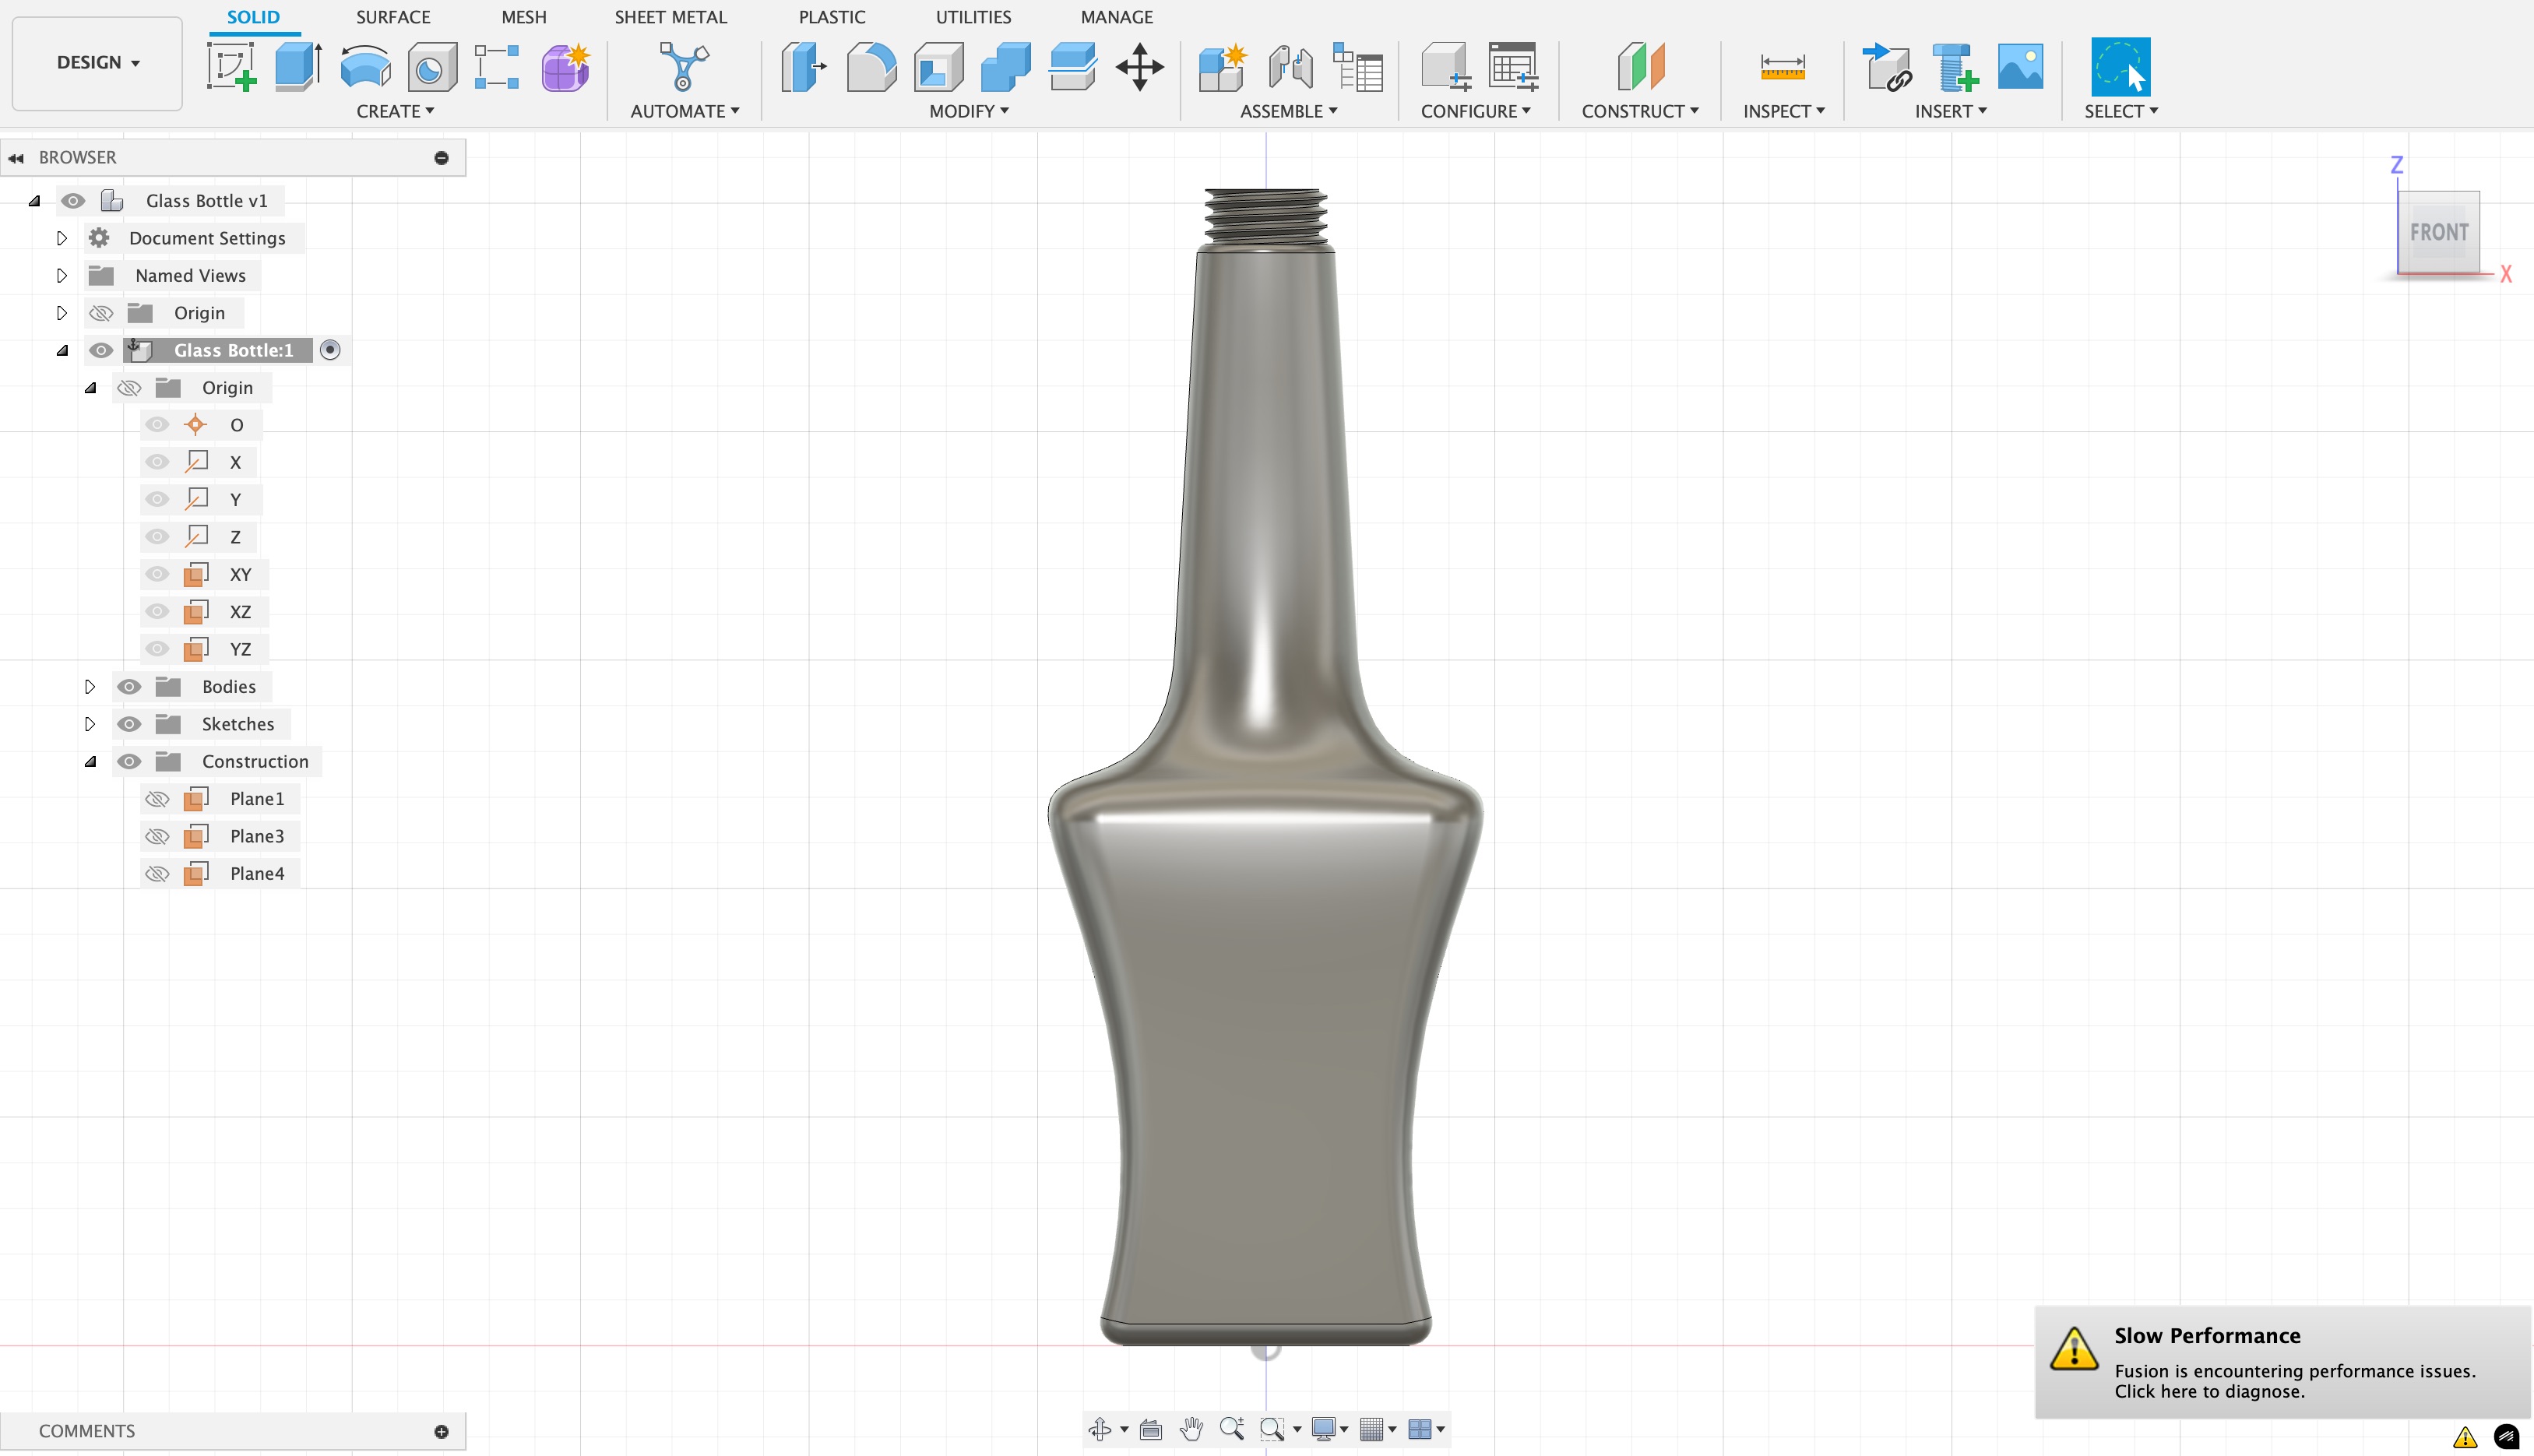 SOLID
SURFACE
MESH
SHEET METAL
PLASTIC
UTILITIES
MANAGE
DESIGN
CREATE
AUTOMATE
MODIFY
ASSEMBLE
CONFIGURE
CONSTRUCT
INSPECT
INSERT
SELECT
BROWSER
Glass Bottle v1
Document Settings
Named Views
Origin
Glass Bottle:1
Origin
O
X
Y
Z
XY
XZ
YZ
Bodies
Sketches
Construction
Plane1
Plane3
Plane4
Z
FRONT
X
Slow Performance
Fusion is encountering performance issues.
Click here to diagnose.
COMMENTS